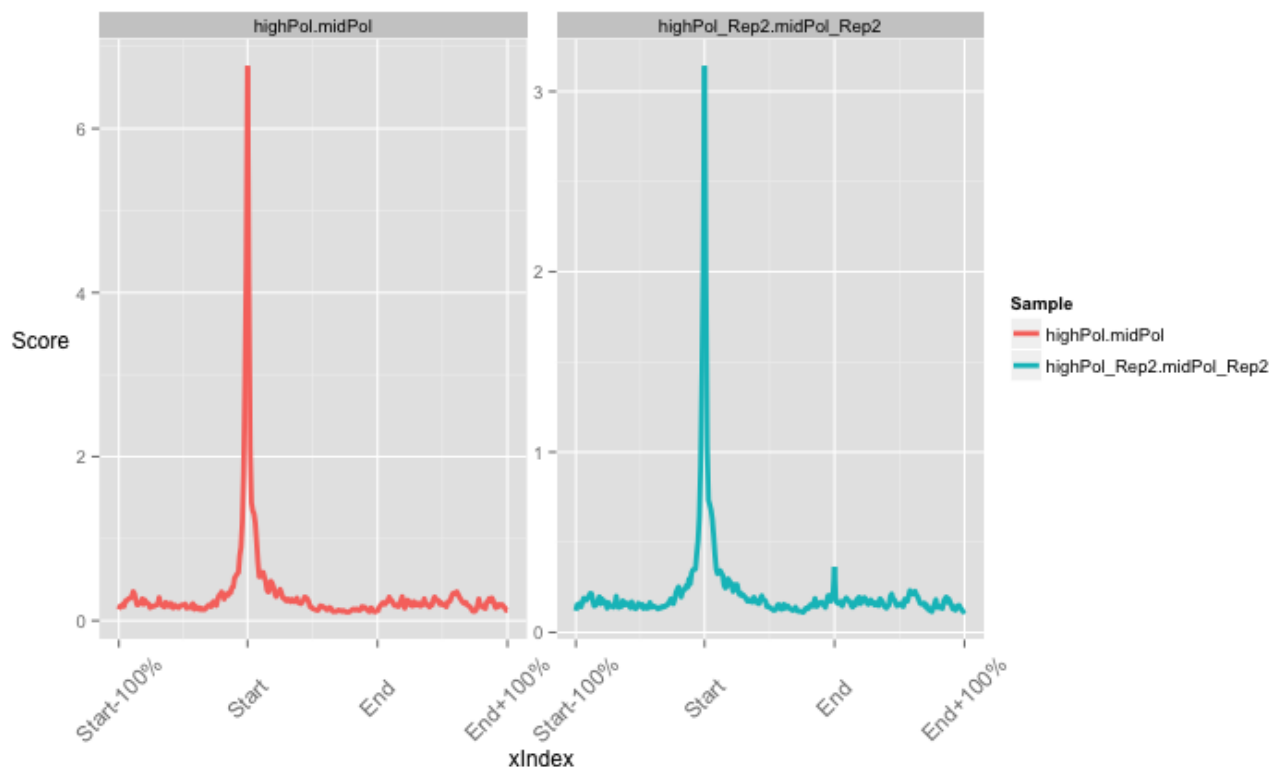 highPol.midPol
highPol_Rep2.midPol_Rep2
6
4
2
0
3
2
1
0
Score
Start-100%
Start
End
End+100%
Start-100%
Start
End
End+100%
xIndex
Sample
highPol.midPol
highPol_Rep2.midPol_Rep2